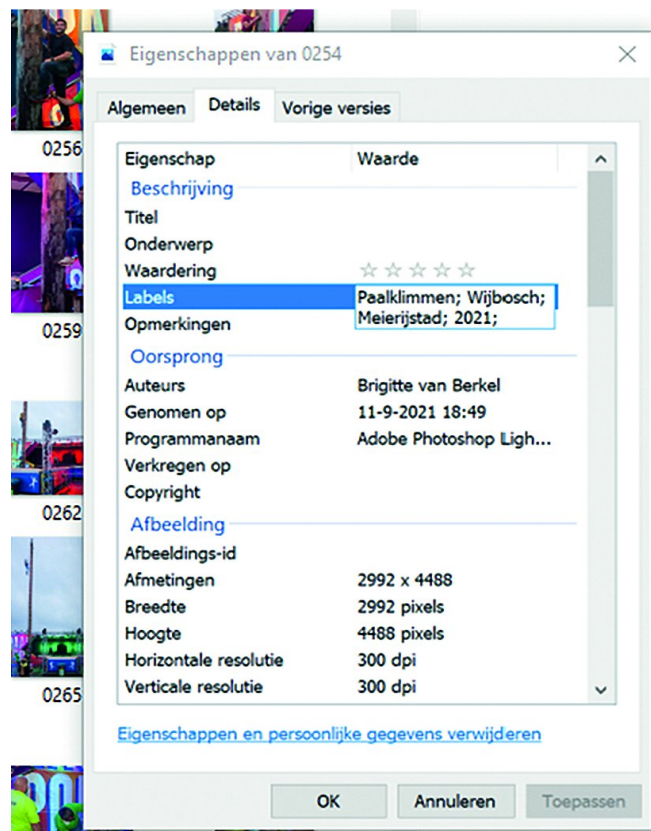 Eigenschappen van 0254
Algemeen Details Vorige versies
0256
0259
0262
0265
Eigenschap Waarde
Beschrijving
Titel
Onderwerp
Waardering
Labels Paalklimmen; Wijbosch;
Meierijstad; 2021;
Opmerkingen
Oorsprong
Auteurs Brigitte van Berkel
Genomen op 11-9-2021 18:49
Programmanaam Adobe Photoshop Ligh...
Verkregen op
Copyright
Afbeelding
Afbeeldings-id
Afmetingen 2992 x 4488
Breedte 2992 pixels
Hoogte 4488 pixels
Horizontale resolutie 300 dpi
Verticale resolutie 300 dpi
Eigenschappen en persoonlijke gegevens verwijderen
OK Annuleren Toepassen